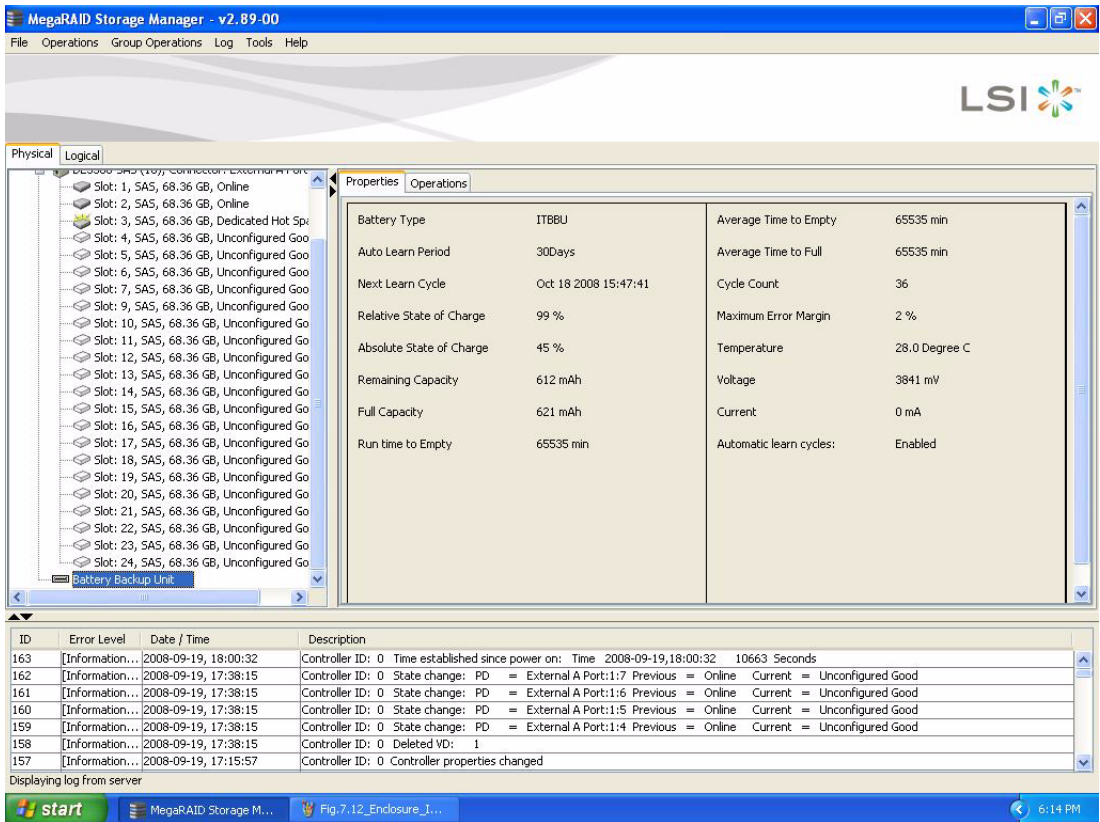 MegaRAID Storage Manager - v2.89-00
File Operations Group Operations Log Tools Help
LSI
Physical Logical
Slot: 1, SAS, 68.36 GB, Online
Slot: 2, SAS, 68.36 GB, Online
Slot: 3, SAS, 68.36 GB, Dedicated Hot Spa
Slot: 4, SAS, 68.36 GB, Unconfigured Goo
Slot: 5, SAS, 68.36 GB, Unconfigured Goo
Slot: 6, SAS, 68.36 GB, Unconfigured Goo
Slot: 7, SAS, 68.36 GB, Unconfigured Goo
Slot: 9, SAS, 68.36 GB, Unconfigured Goo
Slot: 10, SAS, 68.36 GB, Unconfigured Go
Slot: 11, SAS, 68.36 GB, Unconfigured Go
Slot: 12, SAS, 68.36 GB, Unconfigured Go
Slot: 13, SAS, 68.36 GB, Unconfigured Go
Slot: 14, SAS, 68.36 GB, Unconfigured Go
Slot: 15, SAS, 68.36 GB, Unconfigured Go
Slot: 16, SAS, 68.36 GB, Unconfigured Go
Slot: 17, SAS, 68.36 GB, Unconfigured Go
Slot: 18, SAS, 68.36 GB, Unconfigured Go
Slot: 19, SAS, 68.36 GB, Unconfigured Go
Slot: 20, SAS, 68.36 GB, Unconfigured Go
Slot: 21, SAS, 68.36 GB, Unconfigured Go
Slot: 22, SAS, 68.36 GB, Unconfigured Go
Slot: 23, SAS, 68.36 GB, Unconfigured Go
Slot: 24, SAS, 68.36 GB, Unconfigured Go
Battery Backup Unit
Properties Operations
Battery Type ITBBU
Auto Learn Period 30Days
Next Learn Cycle Oct 18 2008 15:47:41
Relative State of Charge 99 %
Absolute State of Charge 45 %
Remaining Capacity 612 mAh
Full Capacity 621 mAh
Run time to Empty 65535 min
Average Time to Empty 65535 min
Average Time to Full 65535 min
Cycle Count 36
Maximum Error Margin 2 %
Temperature 28.0 Degree C
Voltage 3841 mV
Current 0 mA
Automatic learn cycles: Enabled
ID Error Level Date / Time Description
163 [Information... 2008-09-19, 18:00:32 Controller ID: 0 Time established since power on: Time 2008-09-19,18:00:32 10663 Seconds
162 [Information... 2008-09-19, 17:38:15 Controller ID: 0 State change: PD = External A Port:1:7 Previous = Online Current = Unconfigured Good
161 [Information... 2008-09-19, 17:38:15 Controller ID: 0 State change: PD = External A Port:1:6 Previous = Online Current = Unconfigured Good
160 [Information... 2008-09-19, 17:38:15 Controller ID: 0 State change: PD = External A Port:1:5 Previous = Online Current = Unconfigured Good
159 [Information... 2008-09-19, 17:38:15 Controller ID: 0 State change: PD = External A Port:1:4 Previous = Online Current = Unconfigured Good
158 [Information... 2008-09-19, 17:38:15 Controller ID: 0 Deleted VD: 1
157 [Information... 2008-09-19, 17:15:57 Controller ID: 0 Controller properties changed
Displaying log from server
start MegaRAID Storage M... Fig.7.12_Enclosure_I... 6:14 PM